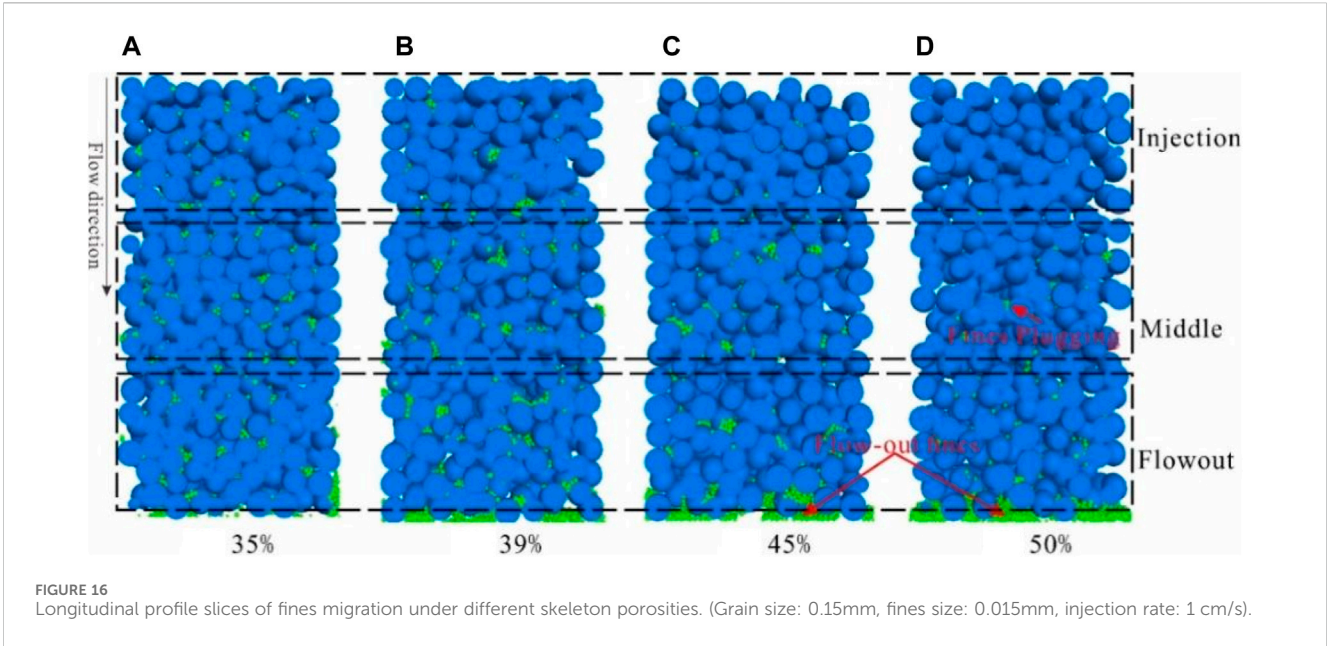 A
B
C
D
Flow direction
Injection
Fines Plugging
Middle
Flow-out fines
Flowout
35%
39%
45%
50%
FIGURE 16
Longitudinal profile slices of fines migration under different skeleton porosities. (Grain size: 0.15mm, fines size: 0.015mm, injection rate: 1 cm/s).